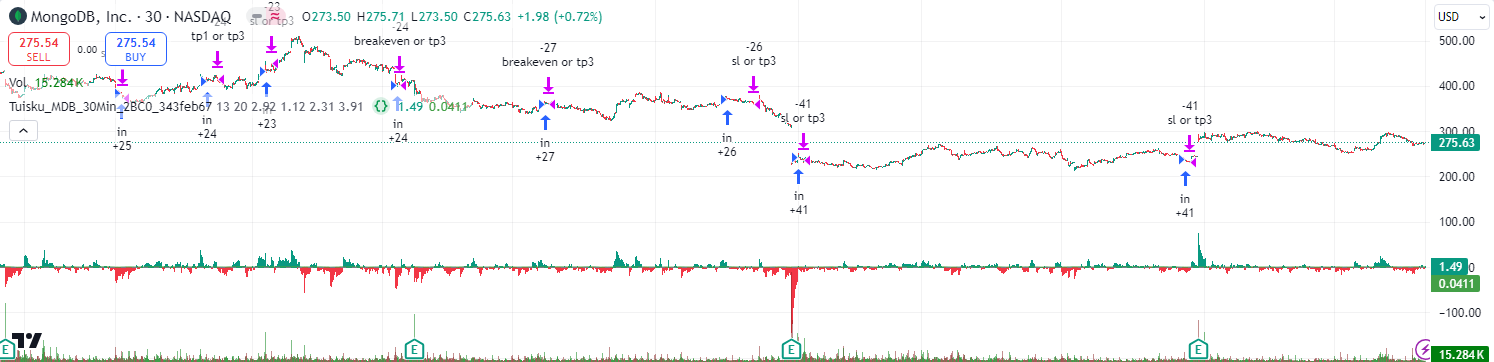 MongoDB, Inc. · 30 · NASDAQ O273.50 H275.71 L273.50 C275.63 +1.98 (+0.72%)
USD
275.54
SELL
0.00
275.54
BUY
Vol 15.284K
Tuisku_MDB_30Min 13 20 2.92 1.12 2.31 3.91 1.49 0.0411
in
+25
-24
tp1 or tp3
in
+24
-23
sl or tp3
+23
-24
breakeven or tp3
in
+24
-27
breakeven or tp3
in
+27
-26
sl or tp3
in
+26
-41
sl or tp3
in
+41
-41
sl or tp3
in
+41
500.00
400.00
300.00
275.63
200.00
100.00
1.49
0
0.0411
-100.00
15.284K
E
E
E
E